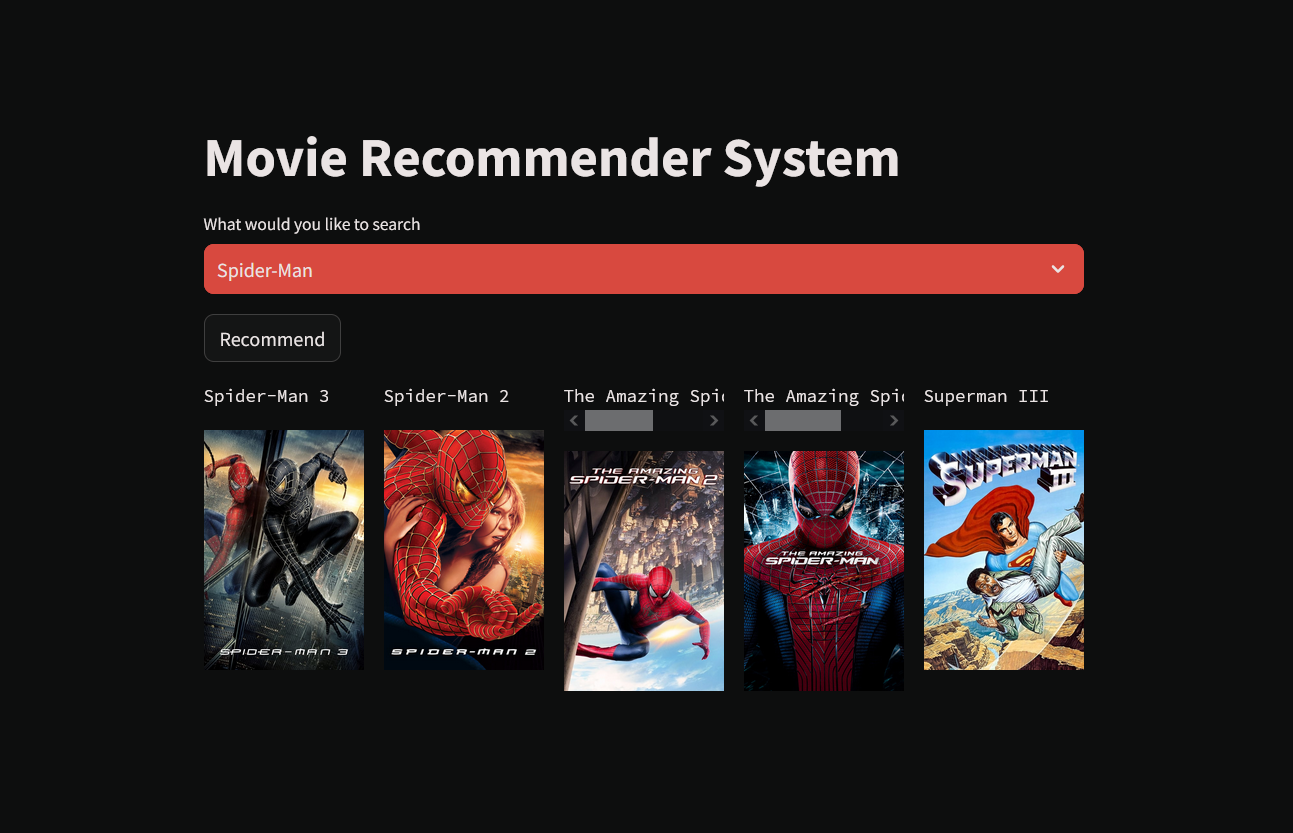 Movie Recommender System
What would you like to search
Spider-Man
Recommend
Spider-Man 3
Spider-Man 2
The Amazing Spid
The Amazing Spid
Superman III
SPIDER-MAN 3
SPIDER-MAN 2
THE AMAZING
SPIDER-MAN 2
THE AMAZING
SPIDER-MAN
SUPERMAN
III